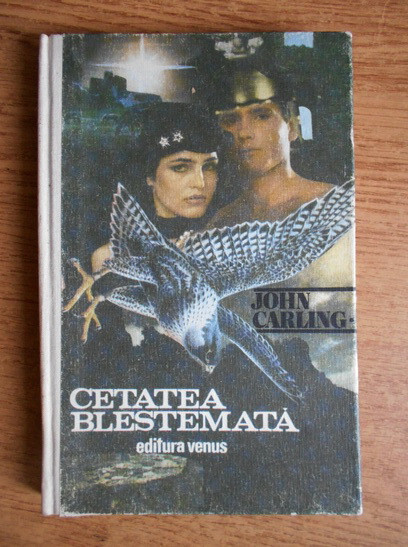 JOHN
CARLING
CETATEA
BLESTEMATĂ
editura venus